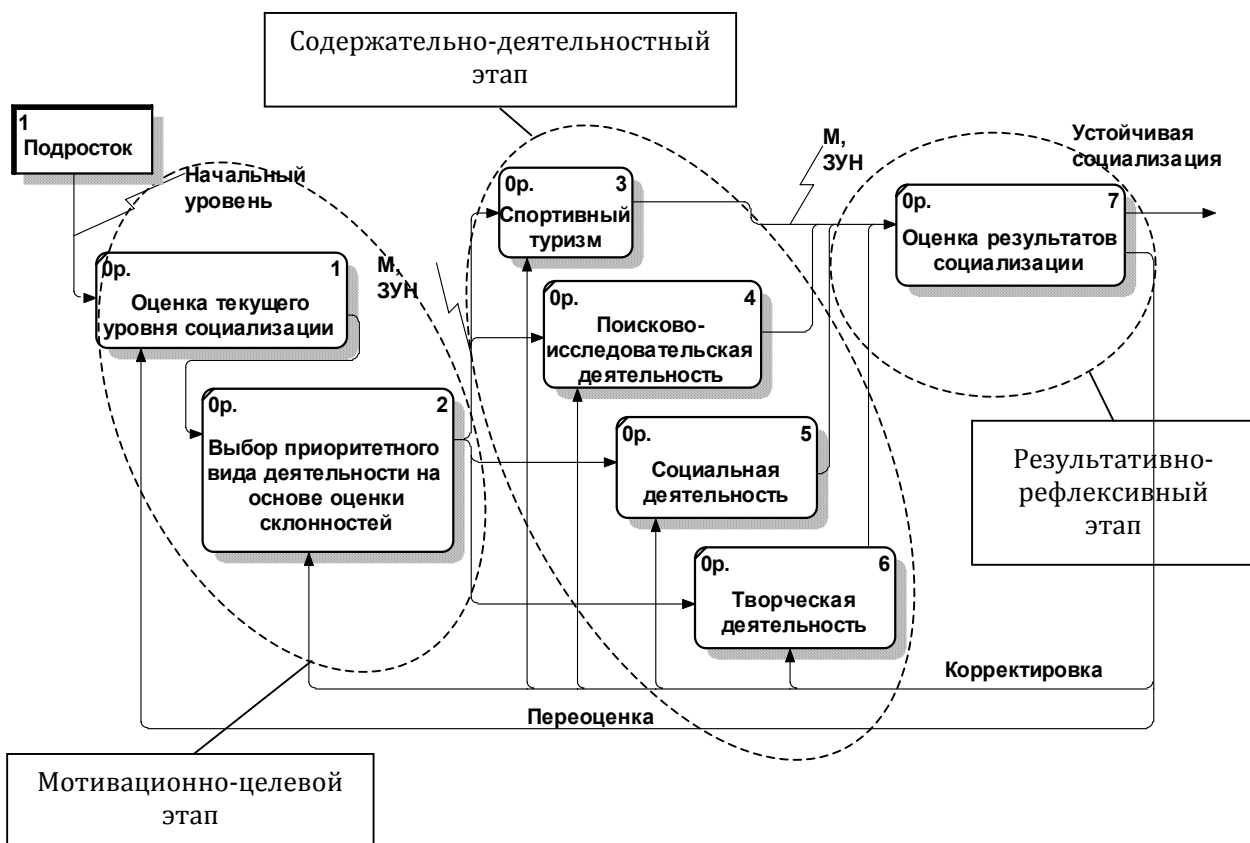 Содержательно-деятельностный
этап
1
Подросток
Начальный
уровень
М,
ЗУН
Устойчивая
социализация
0р. 3
Спортивный
туризм
0р. 7
Оценка результатов
социализации
0р. 1
Оценка текущего
уровня социализации
М,
ЗУН
0р. 4
Поисково-
исследовательская
деятельность
0р. 2
Выбор приоритетного
вида деятельности на
основе оценки
склонностей
0р. 5
Социальная
деятельность
Результативно-
рефлексивный
этап
0р. 6
Творческая
деятельность
Корректировка
Переоценка
Мотивационно-целевой
этап